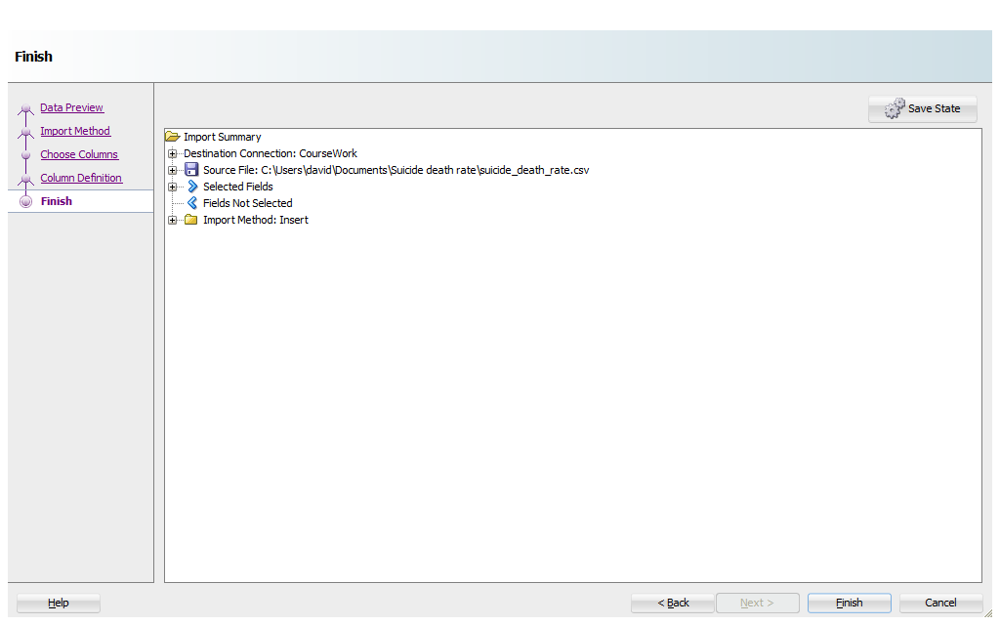 Finish
Data Preview
Import Method
Choose Columns
Column Definition
Finish
Save State
Import Summary
Destination Connection: CourseWork
Source File: C:\Users\david\Documents\Suicide death rate\suicide_death_rate.csv
Selected Fields
Fields Not Selected
Import Method: Insert
Help
< Back
Next >
Finish
Cancel